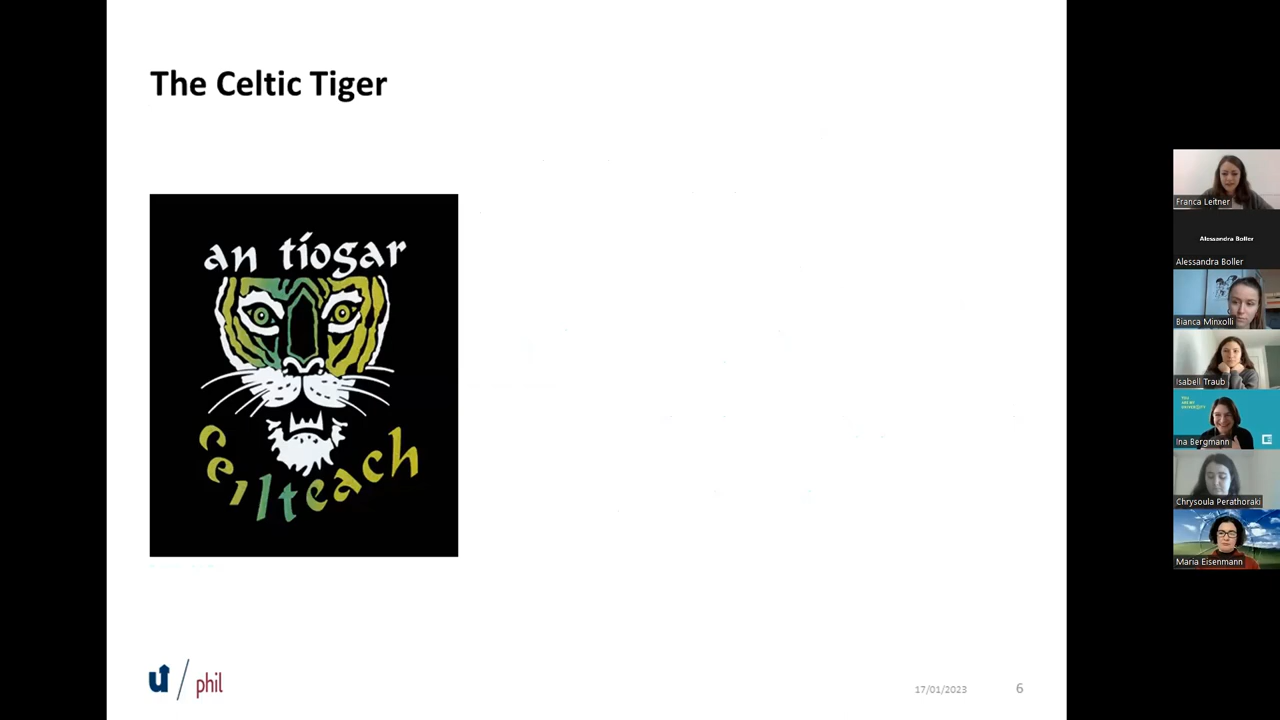 The Celtic Tiger
an tíogar
ceilteach
phil
17/01/2023
6
Franca Leitner
Alessandra Boller
Alessandra Boller
Bianca Minxolli
Isabell Traub
Ina Bergmann
Chrysoula Perathoraki
Maria Eisenmann